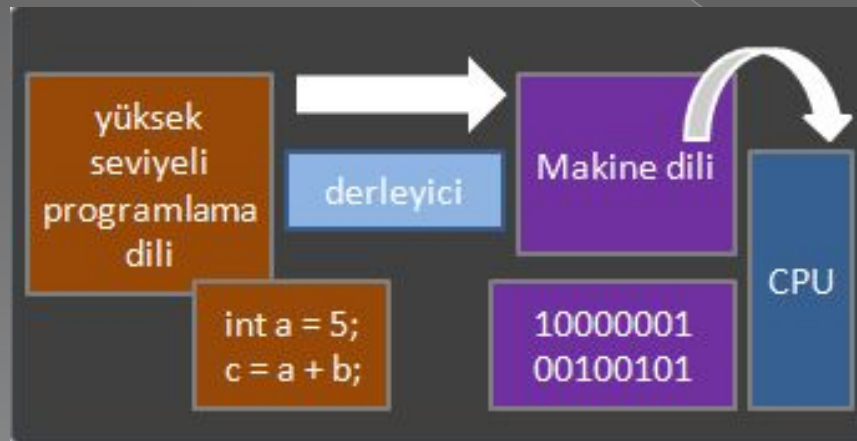 yüksek
seviyeli
programlama
dili
derleyici
Makine dili
CPU
int a = 5;
c = a + b;
10000001
00100101